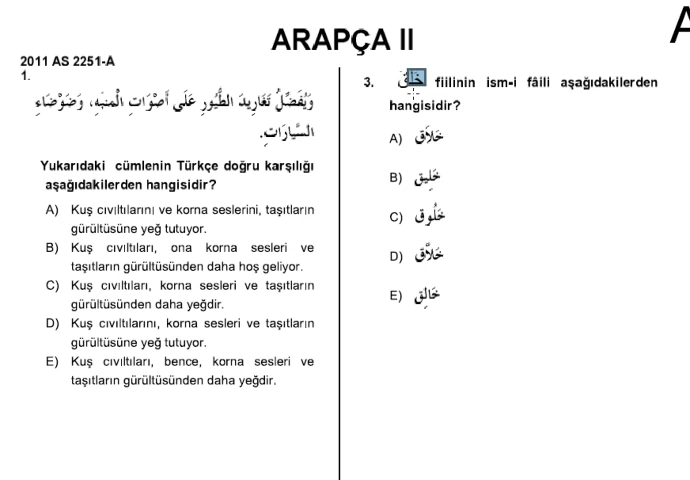 ARAPÇA II
A
2011 AS 2251-A
1.
وَيُفَضِّلُ تَغَارِيدَ الطُّيُورِ عَلَى أَصْوَاتِ الْمُنَبِّهِ، وَضَوْضَاءِ
السَّيَارَاتِ.
Yukarıdaki cümlenin Türkçe doğru karşılığı
aşağıdakilerden hangisidir?
A) Kuş cıvıltılarını ve korna seslerini, taşıtların
gürültüsüne yeğ tutuyor.
B) Kuş cıvıltıları, ona korna sesleri ve
taşıtların gürültüsünden daha hoş geliyor.
C) Kuş cıvıltıları, korna sesleri ve taşıtların
gürültüsünden daha yeğdir.
D) Kuş cıvıltılarını, korna sesleri ve taşıtların
gürültüsüne yeğ tutuyor.
E) Kuş cıvıltıları, bence, korna sesleri ve
taşıtların gürültüsünden daha yeğdir.
3. خَلَقَ fiilinin ism-i fâili aşağıdakilerden
hangisidir?
A) خَلاَق
B) خَلِيق
C) خَلُوق
D) خَلاَّق
E) خَالِق